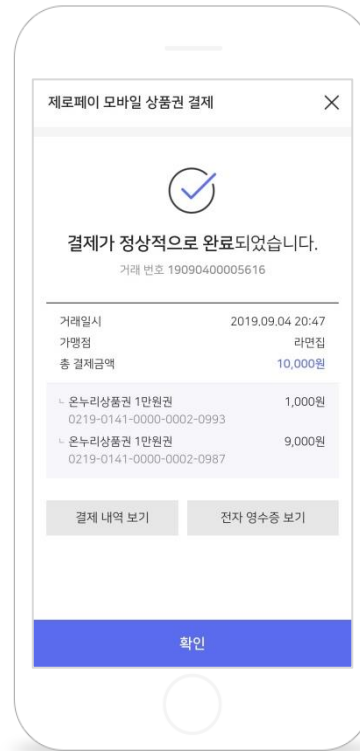 제로페이 모바일 상품권 결제
결제가 정상적으로 완료되었습니다.
거래 번호 19090400005616
거래일시 2019.09.04 20:47
가맹점 라면집
총 결제금액 10,000원
ㄴ 온누리상품권 1만원권 1,000원
0219-0141-0000-0002-0993
ㄴ 온누리상품권 1만원권 9,000원
0219-0141-0000-0002-0987
결제 내역 보기 전자 영수증 보기
확인